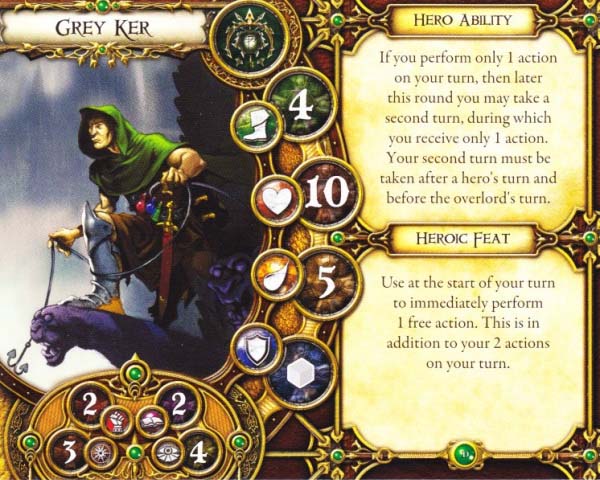 Grey Ker
4
10
5
2
2
3
4
Hero Ability
If you perform only 1 action
on your turn, then later
this round you may take a
second turn, during which
you receive only 1 action.
Your second turn must be
taken after a hero's turn and
before the overlord's turn.
Heroic Feat
Use at the start of your turn
to immediately perform
1 free action. This is in
addition to your 2 actions
on your turn.